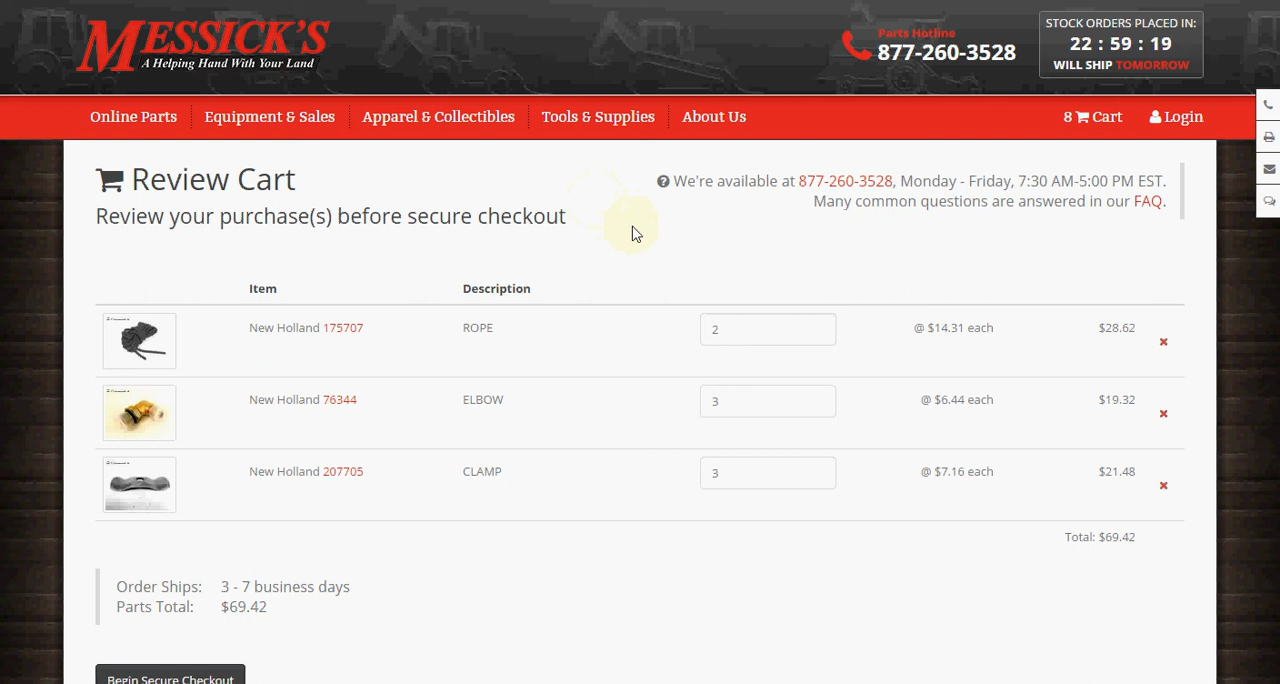 MESSICK'S
A Helping Hand With Your Land
Parts Hotline
877-260-3528
STOCK ORDERS PLACED IN:
22 : 59 : 19
WILL SHIP TOMORROW
Online Parts Equipment & Sales Apparel & Collectibles Tools & Supplies About Us 8 Cart Login
Review Cart
Review your purchase(s) before secure checkout
We're available at 877-260-3528, Monday - Friday, 7:30 AM-5:00 PM EST.
Many common questions are answered in our FAQ.
Item Description
New Holland 175707 ROPE 2 @ $14.31 each $28.62
New Holland 76344 ELBOW 3 @ $6.44 each $19.32
New Holland 207705 CLAMP 3 @ $7.16 each $21.48
Total: $69.42
Order Ships: 3 - 7 business days
Parts Total: $69.42
Begin Secure Checkout